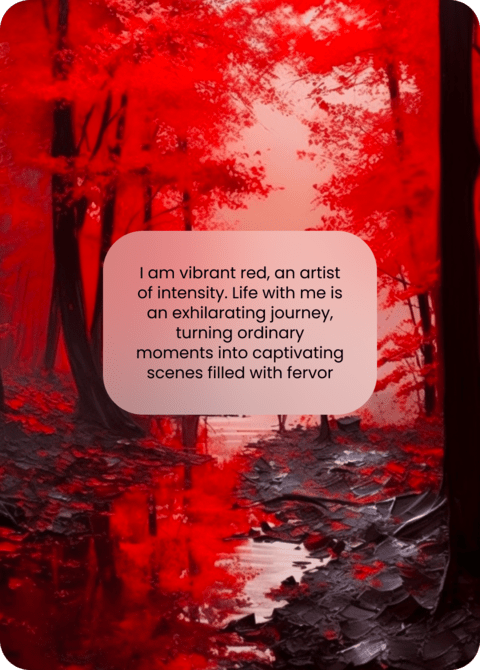 I am vibrant red, an artist
of intensity. Life with me is
an exhilarating journey,
turning ordinary
moments into captivating
scenes filled with fervor